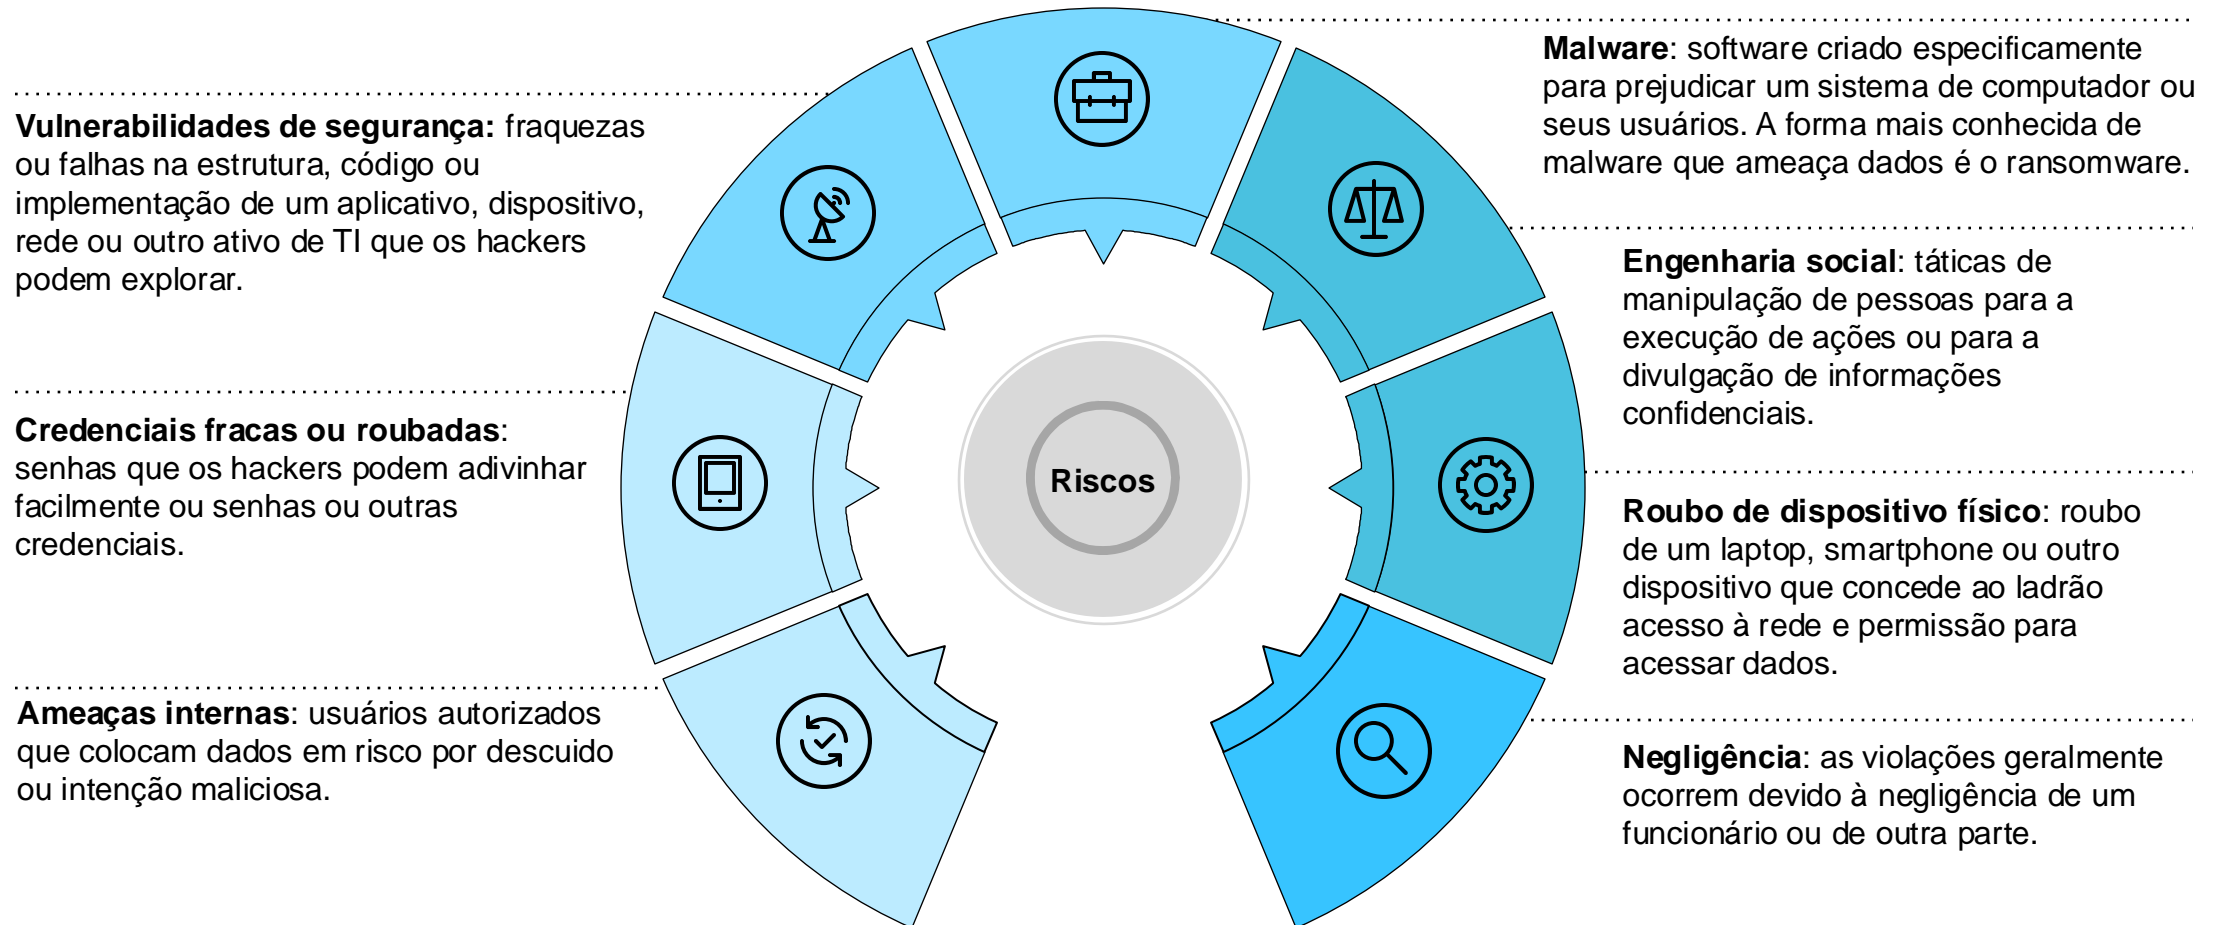 Vulnerabilidades de segurança: fraquezas
ou falhas na estrutura, código ou
implementação de um aplicativo, dispositivo,
rede ou outro ativo de TI que os hackers
podem explorar.
Credenciais fracas ou roubadas:
senhas que os hackers podem adivinhar
facilmente ou senhas ou outras
credenciais.
Ameaças internas: usuários autorizados
que colocam dados em risco por descuido
ou intenção maliciosa.
Riscos
Malware: software criado especificamente
para prejudicar um sistema de computador ou
seus usuários. A forma mais conhecida de
malware que ameaça dados é o ransomware.
Engenharia social: táticas de
manipulação de pessoas para a
execução de ações ou para a
divulgação de informações
confidenciais.
Roubo de dispositivo físico: roubo
de um laptop, smartphone ou outro
dispositivo que concede ao ladrão
acesso à rede e permissão para
acessar dados.
Negligência: as violações geralmente
ocorrem devido à negligência de um
funcionário ou de outra parte.